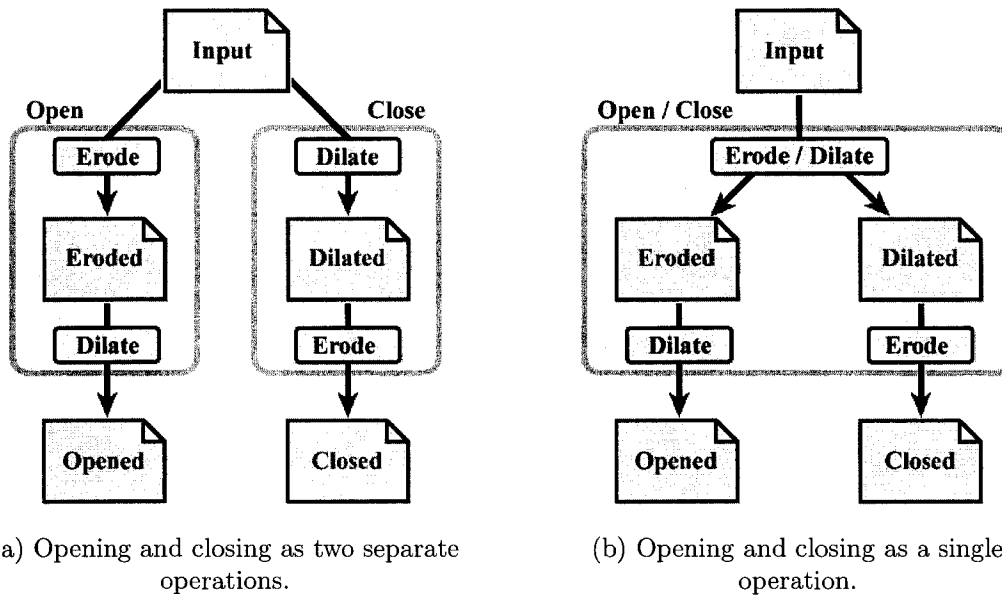 Input
Open
Close
Erode
Dilate
Eroded
Dilated
Dilate
Erode
Opened
Closed
a) Opening and closing as two separate
operations.
Input
Open / Close
Erode / Dilate
Eroded
Dilated
Dilate
Erode
Opened
Closed
(b) Opening and closing as a single
operation.